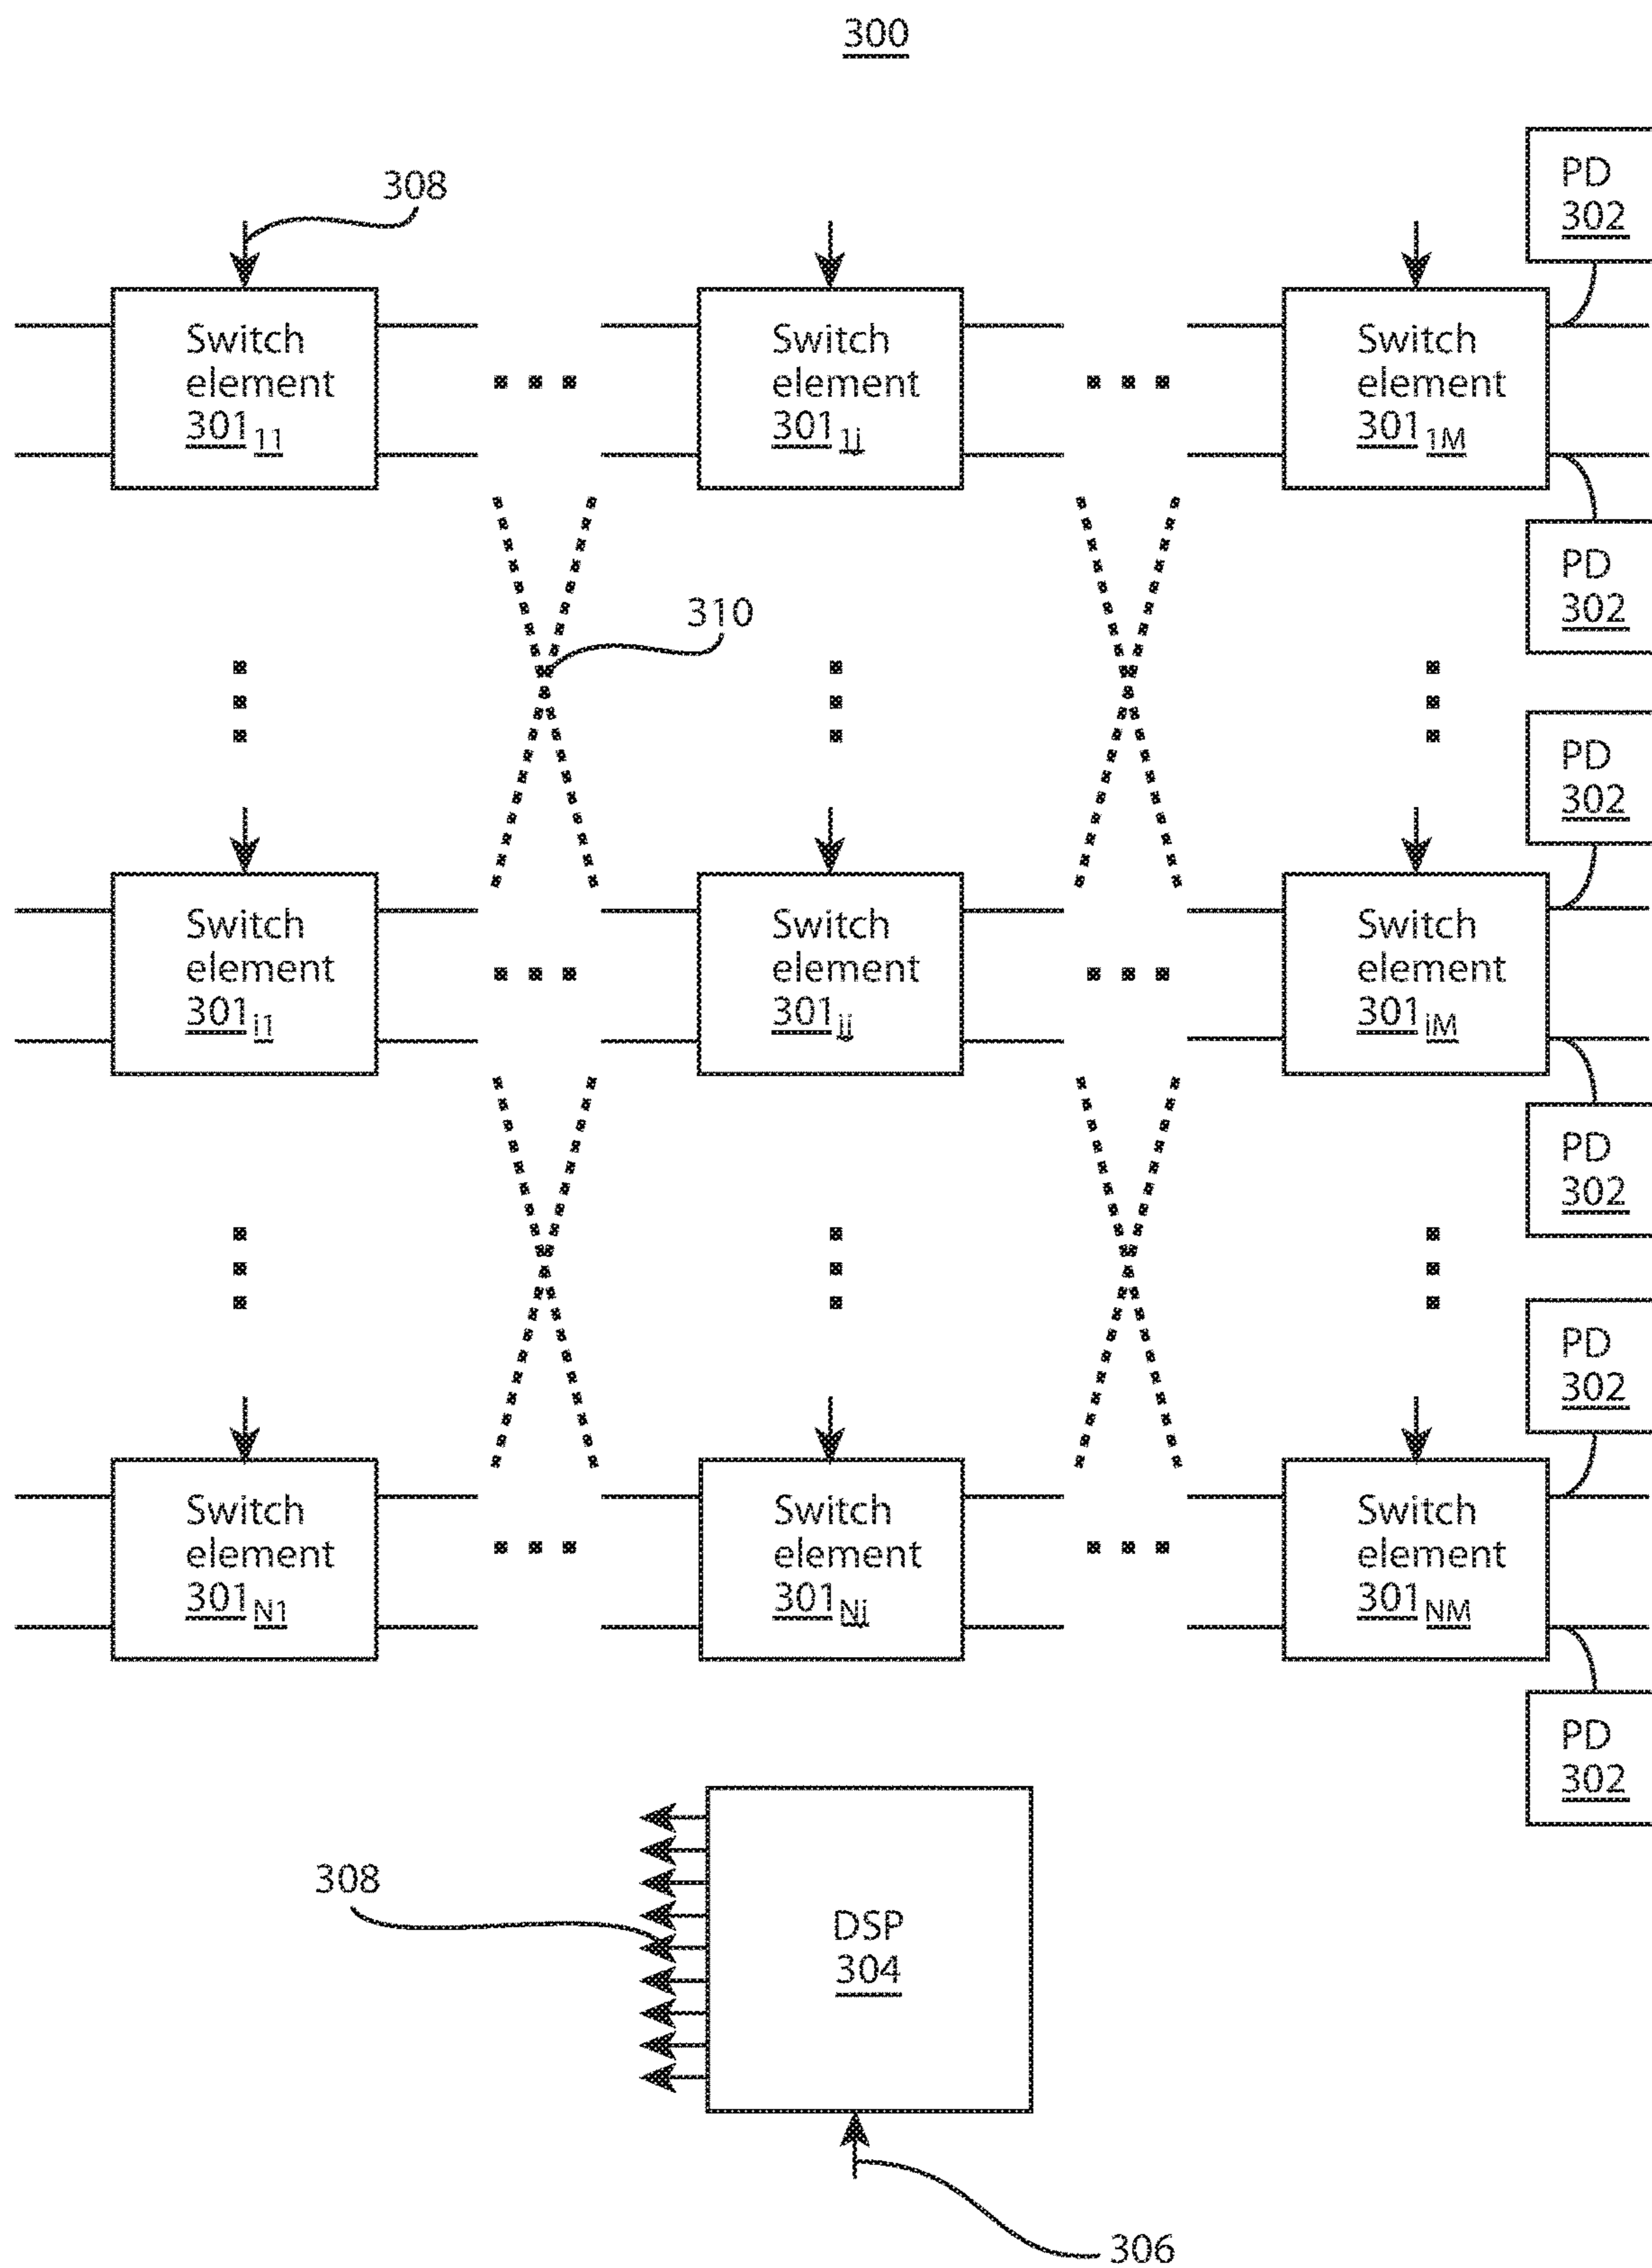 300
308
PD
302
Switch
element
301 11
Switch
element
301 1j
Switch
element
301 1M
PD
302
310
PD
302
Switch
element
301 i1
Switch
element
301 ij
Switch
element
301 iM
PD
302
PD
302
Switch
element
301 N1
Switch
element
301 Nj
Switch
element
301 NM
PD
302
308
DSP
304
306